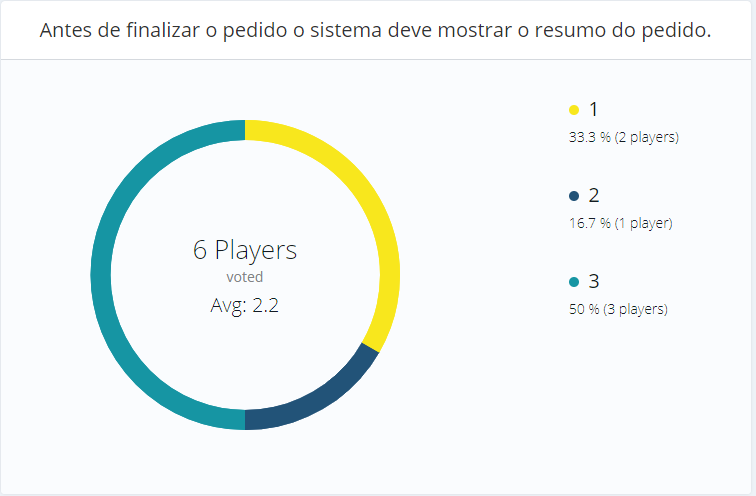 Antes de finalizar o pedido o sistema deve mostrar o resumo do pedido.
6 Players
voted
Avg: 2.2
1
33.3 % (2 players)
2
16.7 % (1 player)
3
50 % (3 players)